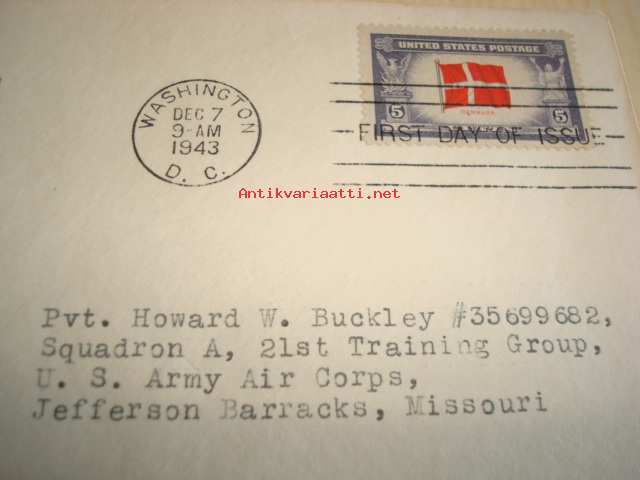 UNITED STATES POSTAGE
5 5
DENMARK
FIRST DAY OF ISSUE
WASHINGTON
DEC 7
9-AM
1943
D. C.
Antikvariaatti.net
Pvt. Howard W. Buckley #35699682,
Squadron A, 21st Training Group,
U. S. Army Air Corps,
Jefferson Barracks, Missouri